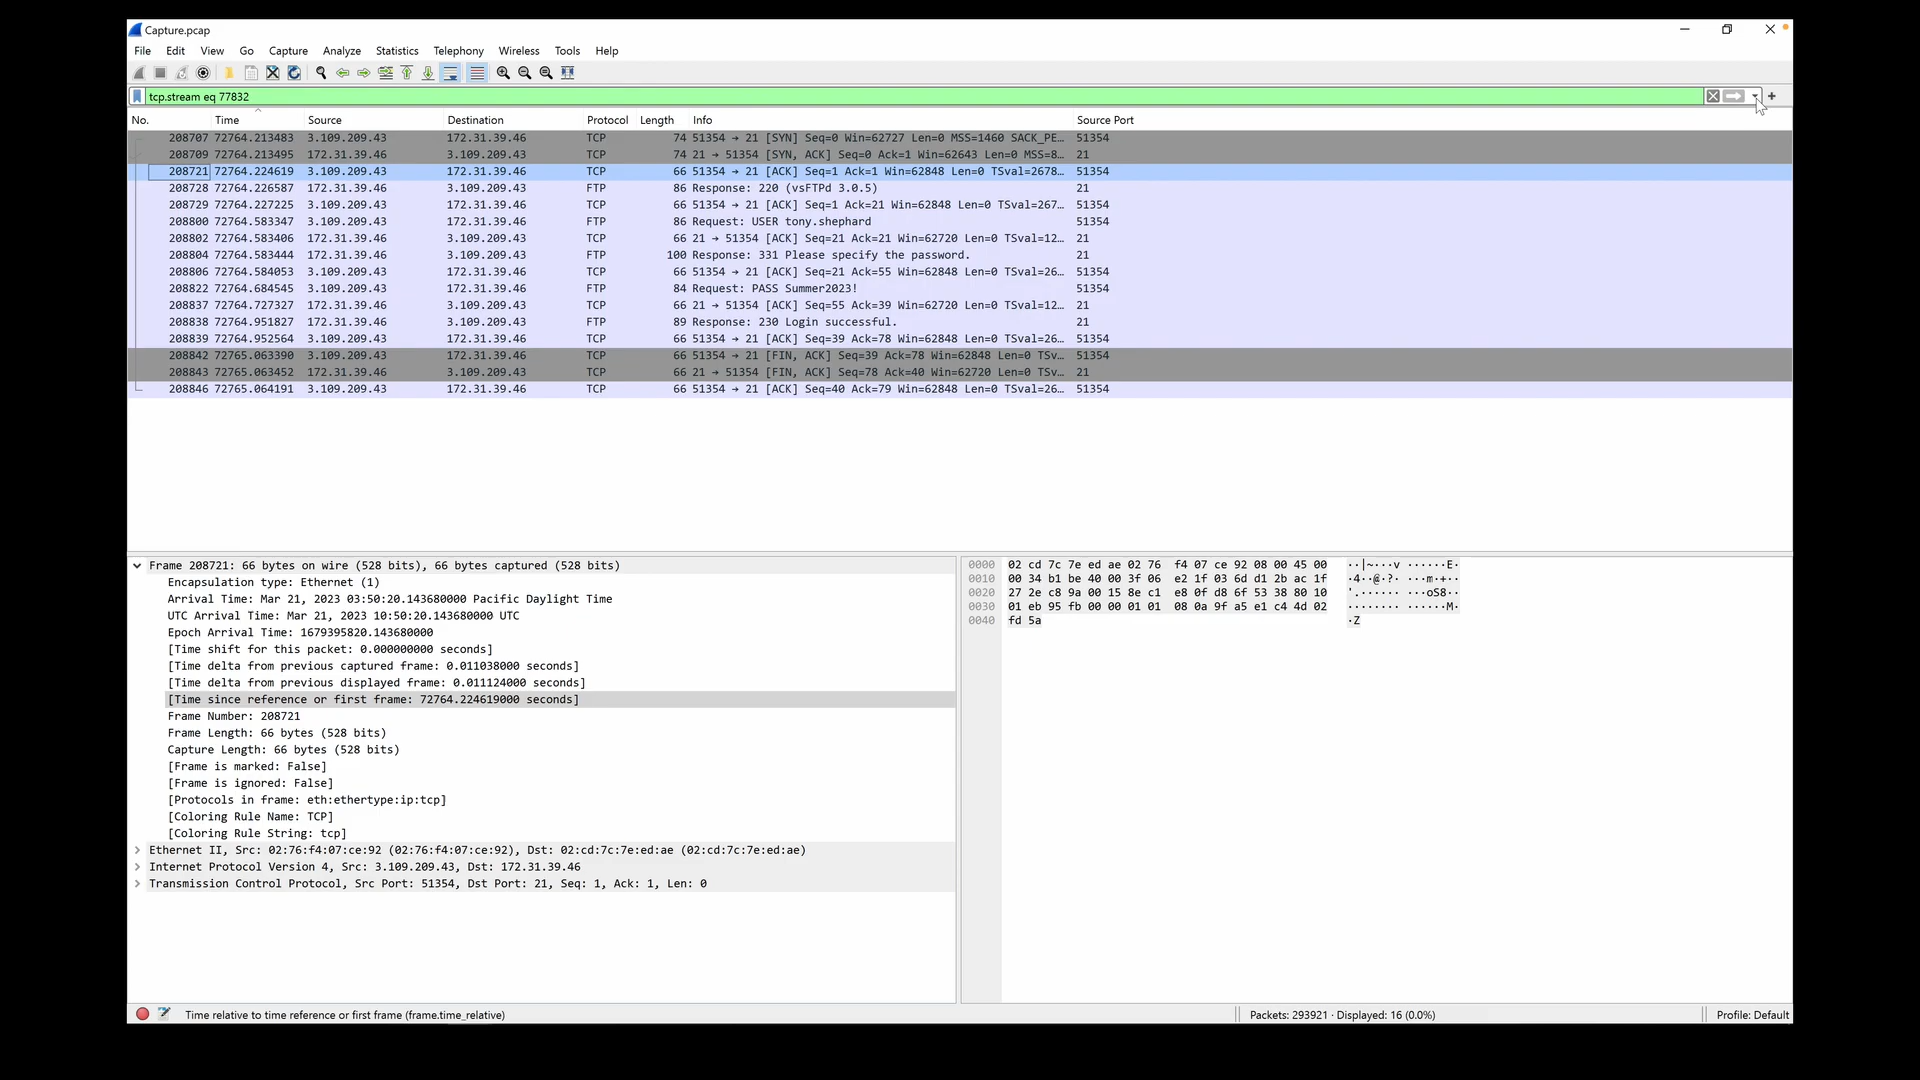 Capture.pcap
File Edit View Go Capture Analyze Statistics Telephony Wireless Tools Help
tcp.stream eq 77832
No. Time Source Destination Protocol Length Info Source Port
208707 72764.213483 3.109.209.43 172.31.39.46 TCP 74 51354 → 21 [SYN] Seq=0 Win=62727 Len=0 MSS=1460 SACK_PE… 51354
208709 72764.213495 172.31.39.46 3.109.209.43 TCP 74 21 → 51354 [SYN, ACK] Seq=0 Ack=1 Win=62643 Len=0 MSS=8… 21
208721 72764.224619 3.109.209.43 172.31.39.46 TCP 66 51354 → 21 [ACK] Seq=1 Ack=1 Win=62848 Len=0 TSval=2678… 51354
208728 72764.226587 172.31.39.46 3.109.209.43 FTP 86 Response: 220 (vsFTPd 3.0.5) 21
208729 72764.227225 3.109.209.43 172.31.39.46 TCP 66 51354 → 21 [ACK] Seq=1 Ack=21 Win=62848 Len=0 TSval=267… 51354
208800 72764.583347 3.109.209.43 172.31.39.46 FTP 86 Request: USER tony.shephard 51354
208802 72764.583406 172.31.39.46 3.109.209.43 TCP 66 21 → 51354 [ACK] Seq=21 Ack=21 Win=62720 Len=0 TSval=12… 21
208804 72764.583444 172.31.39.46 3.109.209.43 FTP 100 Response: 331 Please specify the password. 21
208806 72764.584053 3.109.209.43 172.31.39.46 TCP 66 51354 → 21 [ACK] Seq=21 Ack=55 Win=62848 Len=0 TSval=26… 51354
208822 72764.684545 3.109.209.43 172.31.39.46 FTP 84 Request: PASS Summer2023! 51354
208837 72764.727327 172.31.39.46 3.109.209.43 TCP 66 21 → 51354 [ACK] Seq=55 Ack=39 Win=62720 Len=0 TSval=12… 21
208838 72764.951827 172.31.39.46 3.109.209.43 FTP 89 Response: 230 Login successful. 21
208839 72764.952564 3.109.209.43 172.31.39.46 TCP 66 51354 → 21 [ACK] Seq=39 Ack=78 Win=62848 Len=0 TSval=26… 51354
208842 72765.063390 3.109.209.43 172.31.39.46 TCP 66 51354 → 21 [FIN, ACK] Seq=39 Ack=78 Win=62848 Len=0 TSv… 51354
208843 72765.063452 172.31.39.46 3.109.209.43 TCP 66 21 → 51354 [FIN, ACK] Seq=78 Ack=40 Win=62720 Len=0 TSv… 21
208846 72765.064191 3.109.209.43 172.31.39.46 TCP 66 51354 → 21 [ACK] Seq=40 Ack=79 Win=62848 Len=0 TSval=26… 51354
Frame 208721: 66 bytes on wire (528 bits), 66 bytes captured (528 bits)
Encapsulation type: Ethernet (1)
Arrival Time: Mar 21, 2023 03:50:20.143680000 Pacific Daylight Time
UTC Arrival Time: Mar 21, 2023 10:50:20.143680000 UTC
Epoch Arrival Time: 1679395820.143680000
[Time shift for this packet: 0.000000000 seconds]
[Time delta from previous captured frame: 0.011038000 seconds]
[Time delta from previous displayed frame: 0.011124000 seconds]
[Time since reference or first frame: 72764.224619000 seconds]
Frame Number: 208721
Frame Length: 66 bytes (528 bits)
Capture Length: 66 bytes (528 bits)
[Frame is marked: False]
[Frame is ignored: False]
[Protocols in frame: eth:ethertype:ip:tcp]
[Coloring Rule Name: TCP]
[Coloring Rule String: tcp]
Ethernet II, Src: 02:76:f4:07:ce:92 (02:76:f4:07:ce:92), Dst: 02:cd:7c:7e:ed:ae (02:cd:7c:7e:ed:ae)
Internet Protocol Version 4, Src: 3.109.209.43, Dst: 172.31.39.46
Transmission Control Protocol, Src Port: 51354, Dst Port: 21, Seq: 1, Ack: 1, Len: 0
0000 02 cd 7c 7e ed ae 02 76 f4 07 ce 92 08 00 45 00 ··|~···v ······E·
0010 00 34 b1 be 40 00 3f 06 e2 1f 03 6d d1 2b ac 1f ·4··@·?· ···m·+··
0020 27 2e c8 9a 00 15 8e c1 e8 0f d8 6f 53 38 80 10 '.······ ···oS8··
0030 01 eb 95 fb 00 00 01 01 08 0a 9f a5 e1 c4 4d 02 ········ ······M·
0040 fd 5a ·Z
Time relative to time reference or first frame (frame.time_relative) Packets: 293921 · Displayed: 16 (0.0%) Profile: Default